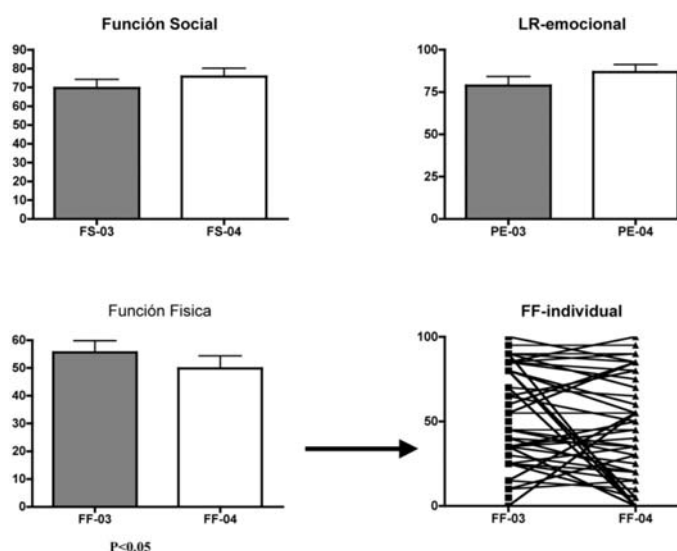 Función Social
90
80
70
60
50
40
30
20
10
0
FS-03 FS-04
LR-emocional
100
75
50
25
0
PE-03 PE-04
Función Fisica
60
50
40
30
20
10
0
FF-03 FF-04
P<0.05
FF-individual
100
50
0
FF-03 FF-04